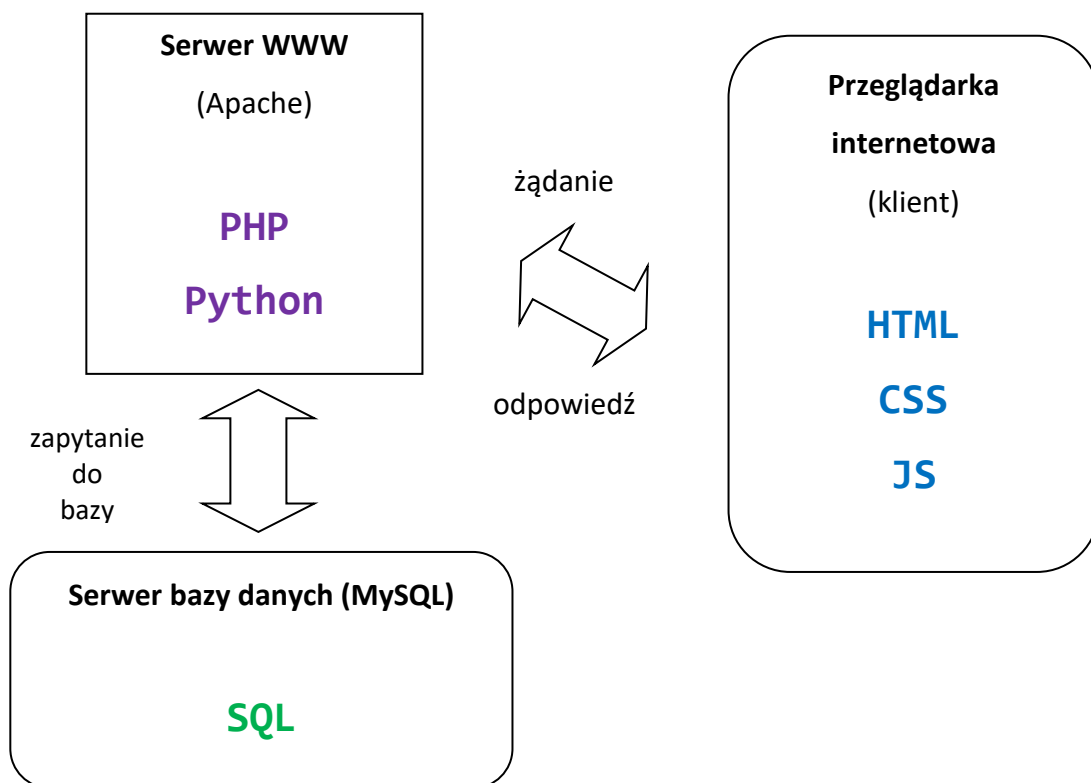 Serwer WWW
(Apache)
PHP
Python
żądanie
odpowiedź
Przeglądarka
internetowa
(klient)
HTML
CSS
JS
zapytanie
do
bazy
Serwer bazy danych (MySQL)
SQL